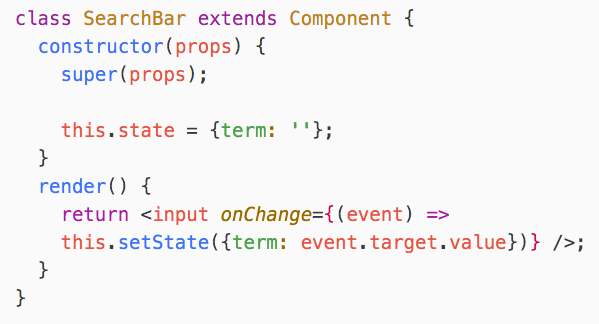 class SearchBar extends Component {
  constructor(props) {
    super(props);

    this.state = {term: ''};
  }
  render() {
    return <input onChange={(event) =>
    this.setState({term: event.target.value})} />;
  }
}